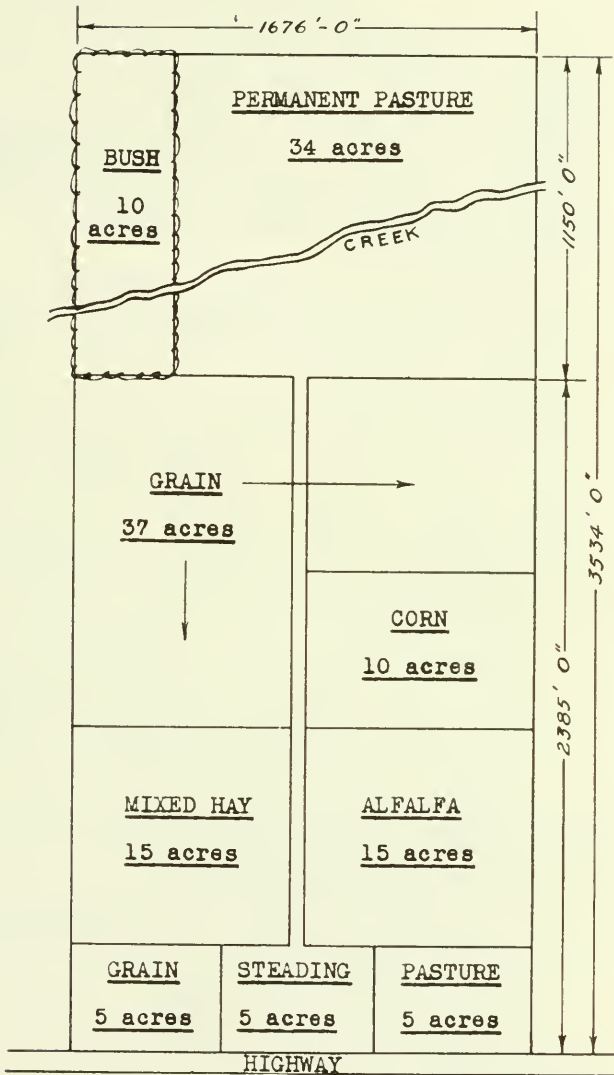 1676'-0"
PERMANENT PASTURE
34 acres
BUSH
10
acres
CREEK
1150' 0"
GRAIN
37 acres
3534' 0"
CORN
10 acres
2385' 0"
MIXED HAY
15 acres
ALFALFA
15 acres
GRAIN
5 acres
STEADING
5 acres
PASTURE
5 acres
HIGHWAY